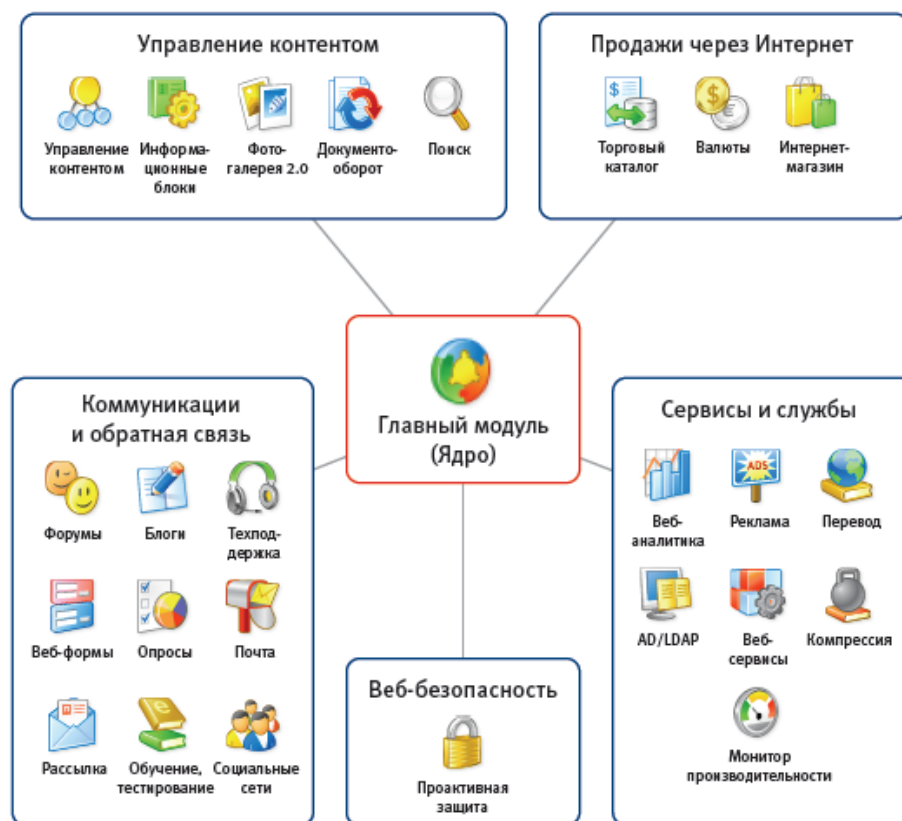 Управление контентом
Управление
контентом
Информа-
ционные
блоки
Фото-
галерея 2.0
Документо-
оборот
Поиск
Продажи через Интернет
Торговый
каталог
Валюты
Интернет-
магазин
Главный модуль
(Ядро)
Коммуникации
и обратная связь
Форумы
Блоги
Техпод-
держка
Веб-формы
Опросы
Почта
Рассылка
Обучение,
тестирование
Социальные
сети
Веб-безопасность
Проактивная
защита
Сервисы и службы
Веб-
аналитика
ADS
Реклама
Перевод
AD/LDAP
Веб-
сервисы
Компрессия
Монитор
производительности